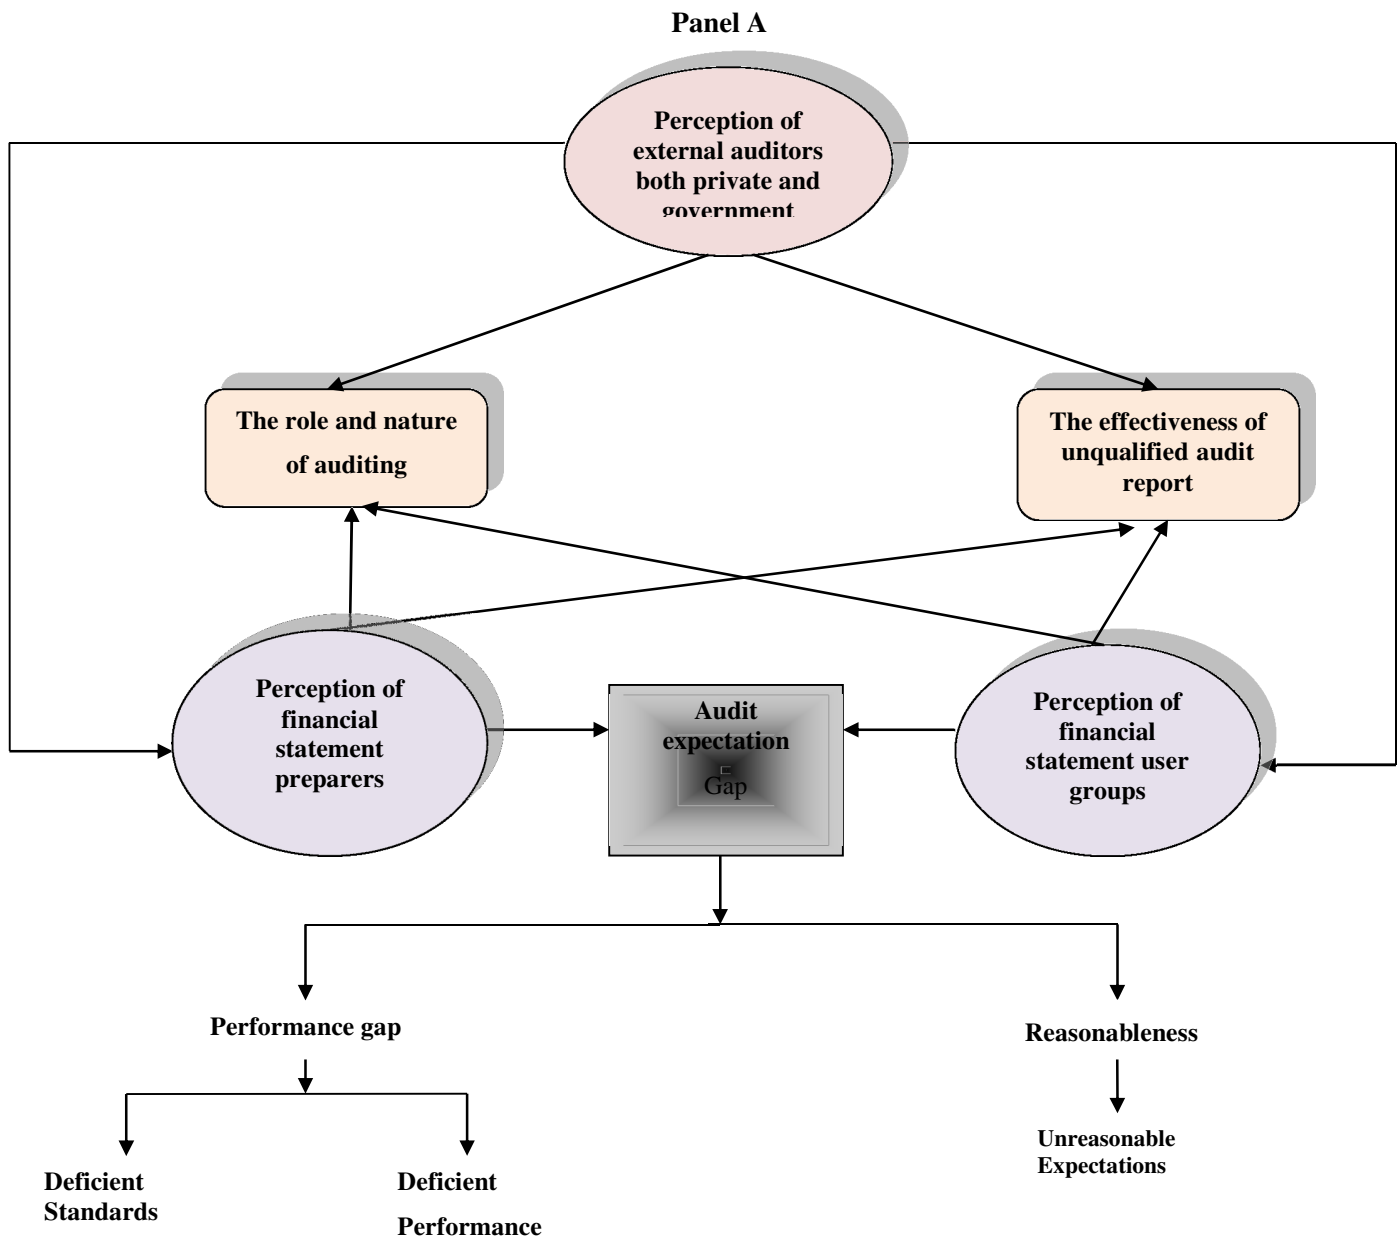 Panel A
Perception of
external auditors
both private and
government
The role and nature
of auditing
The effectiveness of
unqualified audit
report
Perception of
financial
statement
preparers
Audit
expectation
Gap
Perception of
financial
statement user
groups
Performance gap
Reasonableness
Deficient
Standards
Deficient
Performance
Unreasonable
Expectations